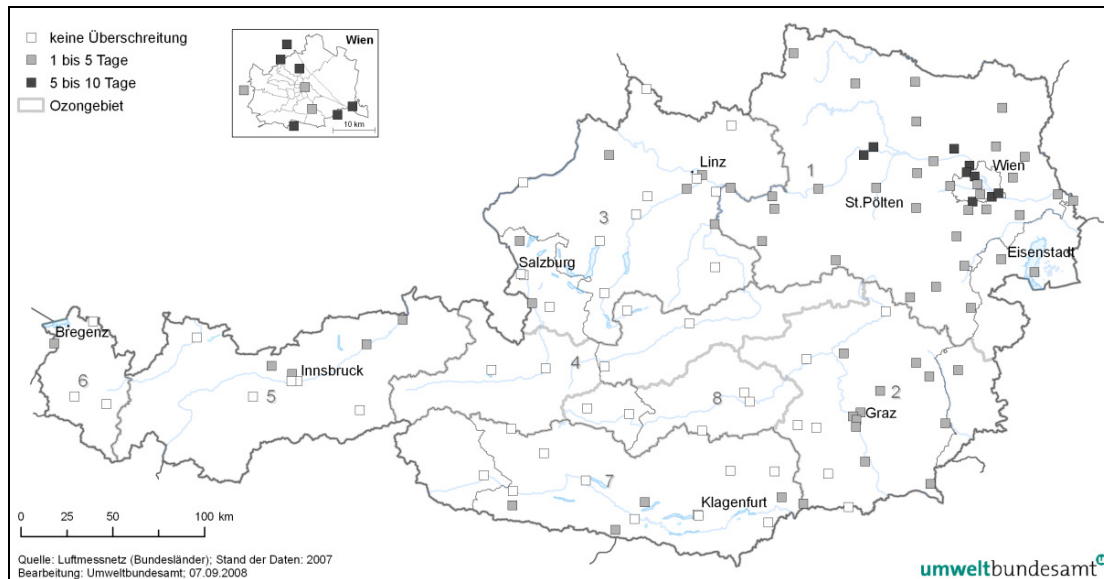 keine Überschreitung
1 bis 5 Tage
5 bis 10 Tage
Ozongebiet
Wien
10 km
1
Linz
Wien
St.Pölten
3
Eisenstadt
Salzburg
Bregenz
4
Innsbruck
6
5
8
2
Graz
7
Klagenfurt
0 25 50 100 km
Quelle: Luftmessnetz (Bundesländer); Stand der Daten: 2007
Bearbeitung: Umweltbundesamt; 07.09.2008
umweltbundesamt